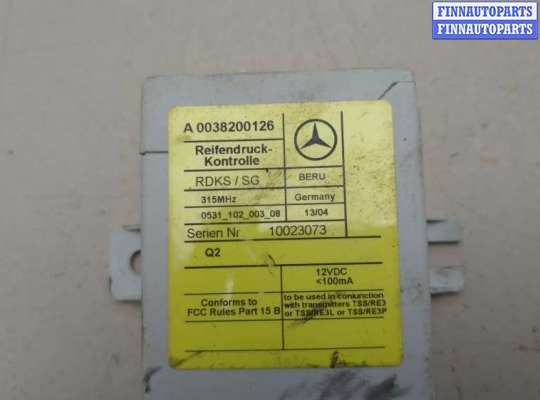 FINNAUTOPARTS
FINNAUTOPARTS
A 0038200126
Reifendruck-
Kontrolle
RDKS / SG
BERU
315MHz
Germany
0531_102_003_08
13/04
Serien Nr 10023073
Q2
12VDC
<100mA
Conforms to
FCC Rules Part 15 B
to be used in conjunction
with transmitters TSS/RE3
or TSS/RE3L or TSS/RE3P